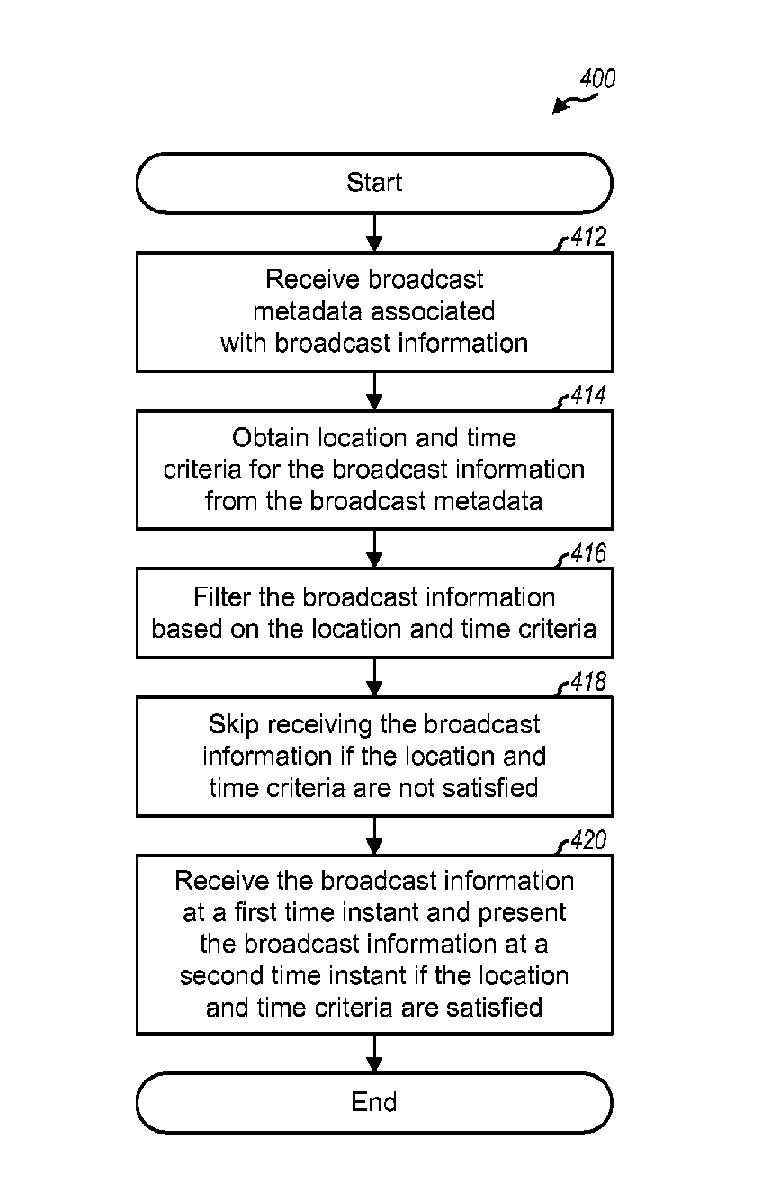 400
Start
412
Receive broadcast
metadata associated
with broadcast information
414
Obtain location and time
criteria for the broadcast information
from the broadcast metadata
416
Filter the broadcast information
based on the location and time criteria
418
Skip receiving the broadcast
information if the location and
time criteria are not satisfied
420
Receive the broadcast information
at a first time instant and present
the broadcast information at a
second time instant if the location
and time criteria are satisfied
End